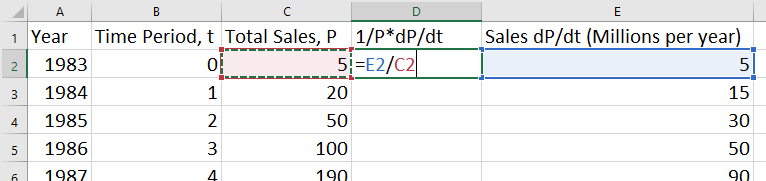 A B C D E
1 Year Time Period, t Total Sales, P 1/P*dP/dt Sales dP/dt (Millions per year)
2 1983 0 5 =E2/C2 5
3 1984 1 20 15
4 1985 2 50 30
5 1986 3 100 50
6 1987 4 190 90